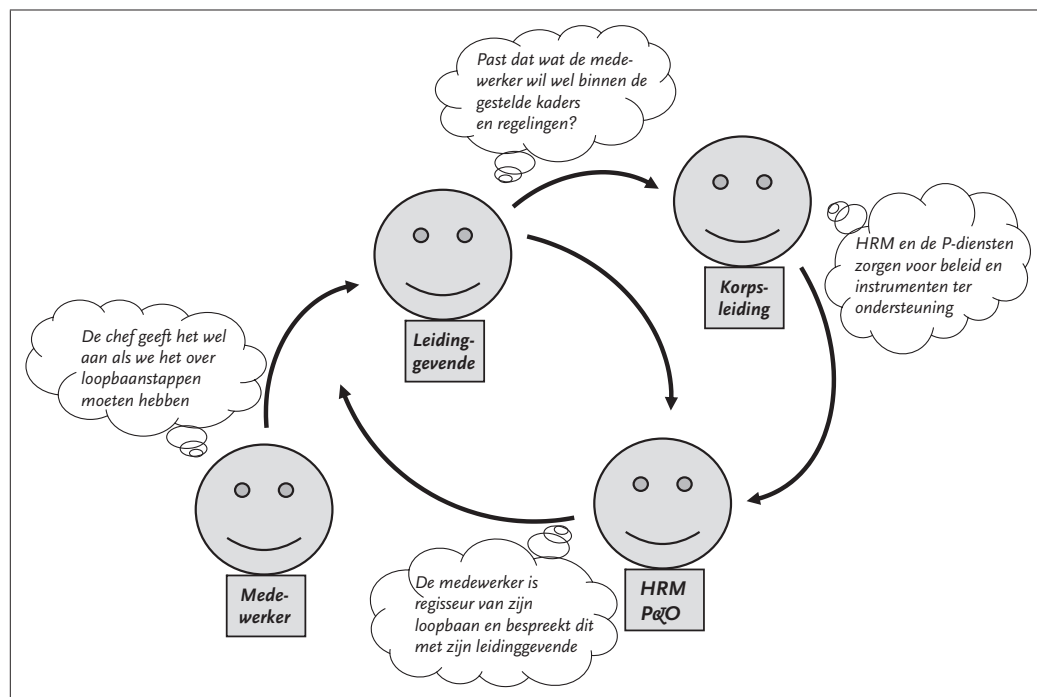 Past dat wat de mede-
werker wil wel binnen de
gestelde kaders
en regelingen?
HRM en de P-diensten
zorgen voor beleid en
instrumenten ter
ondersteuning
Korps-
leiding
Leiding-
gevende
De chef geeft het wel
aan als we het over
loopbaanstappen
moeten hebben
Mede-
werker
De medewerker is
regisseur van zijn
loopbaan en bespreekt dit
met zijn leidinggevende
HRM
P&O